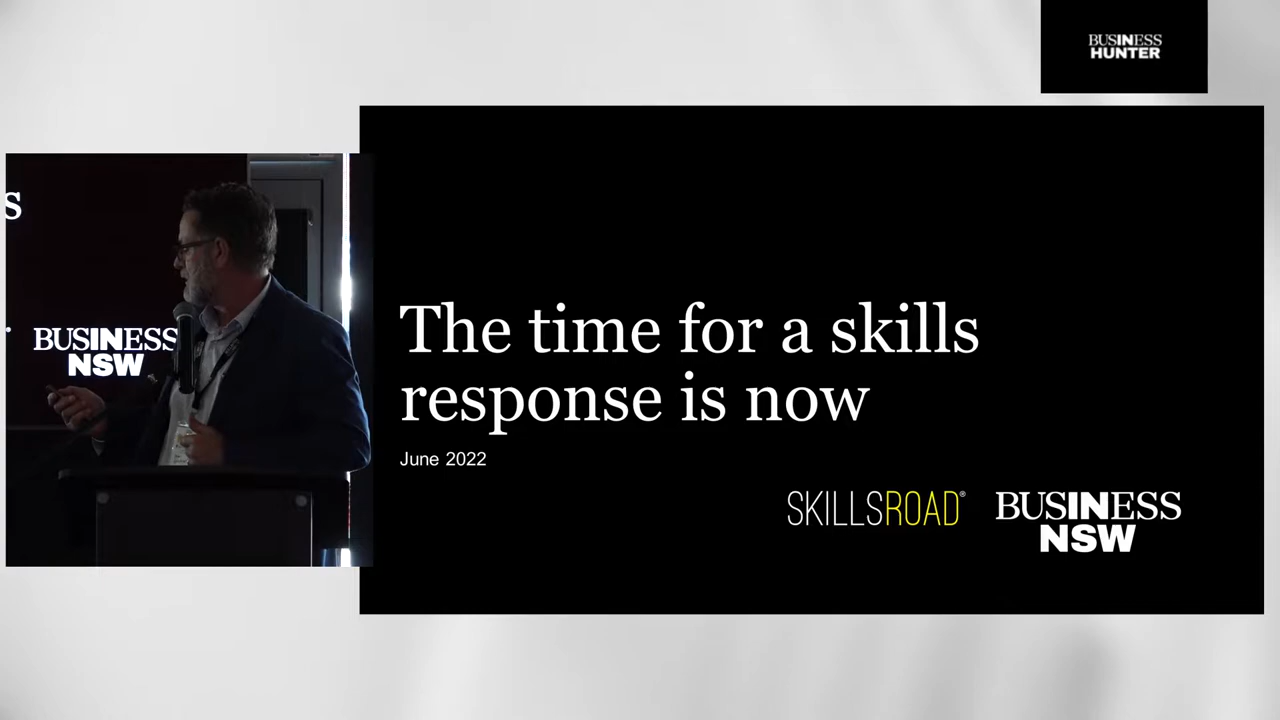 BUSINESS
HUNTER
s
BUSINESS
NSW
The time for a skills
response is now
June 2022
SKILLSROAD®
BUSINESS
NSW